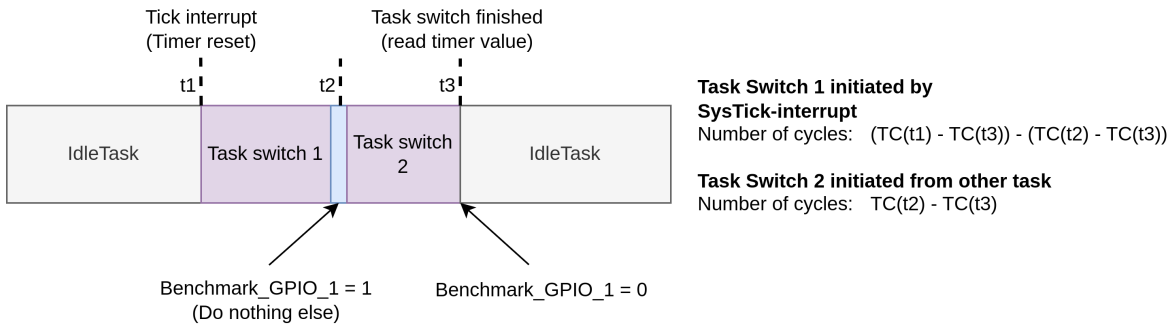 Tick interrupt
(Timer reset)
Task switch finished
(read timer value)
t1
t2
t3
IdleTask
Task switch 1
Task switch
2
IdleTask
Benchmark_GPIO_1 = 1
(Do nothing else)
Benchmark_GPIO_1 = 0
Task Switch 1 initiated by
SysTick-interrupt
Number of cycles: (TC(t1) - TC(t3)) - (TC(t2) - TC(t3))
Task Switch 2 initiated from other task
Number of cycles: TC(t2) - TC(t3)